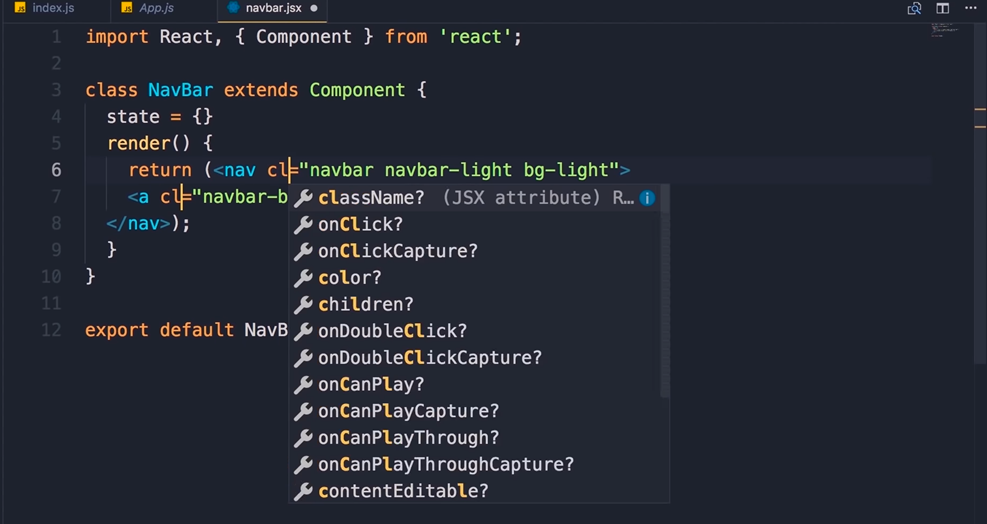 index.js App.js navbar.jsx
1 import React, { Component } from 'react';
2
3 class NavBar extends Component {
4 state = {}
5 render() {
6 return (<nav cl="navbar navbar-light bg-light">
7 <a cl="navbar-b
className? (JSX attribute) R...
8 </nav>);
onClick?
9 }
onClickCapture?
10 }
color?
11
children?
12 export default NavB
onDoubleClick?
onDoubleClickCapture?
onCanPlay?
onCanPlayCapture?
onCanPlayThrough?
onCanPlayThroughCapture?
contentEditable?